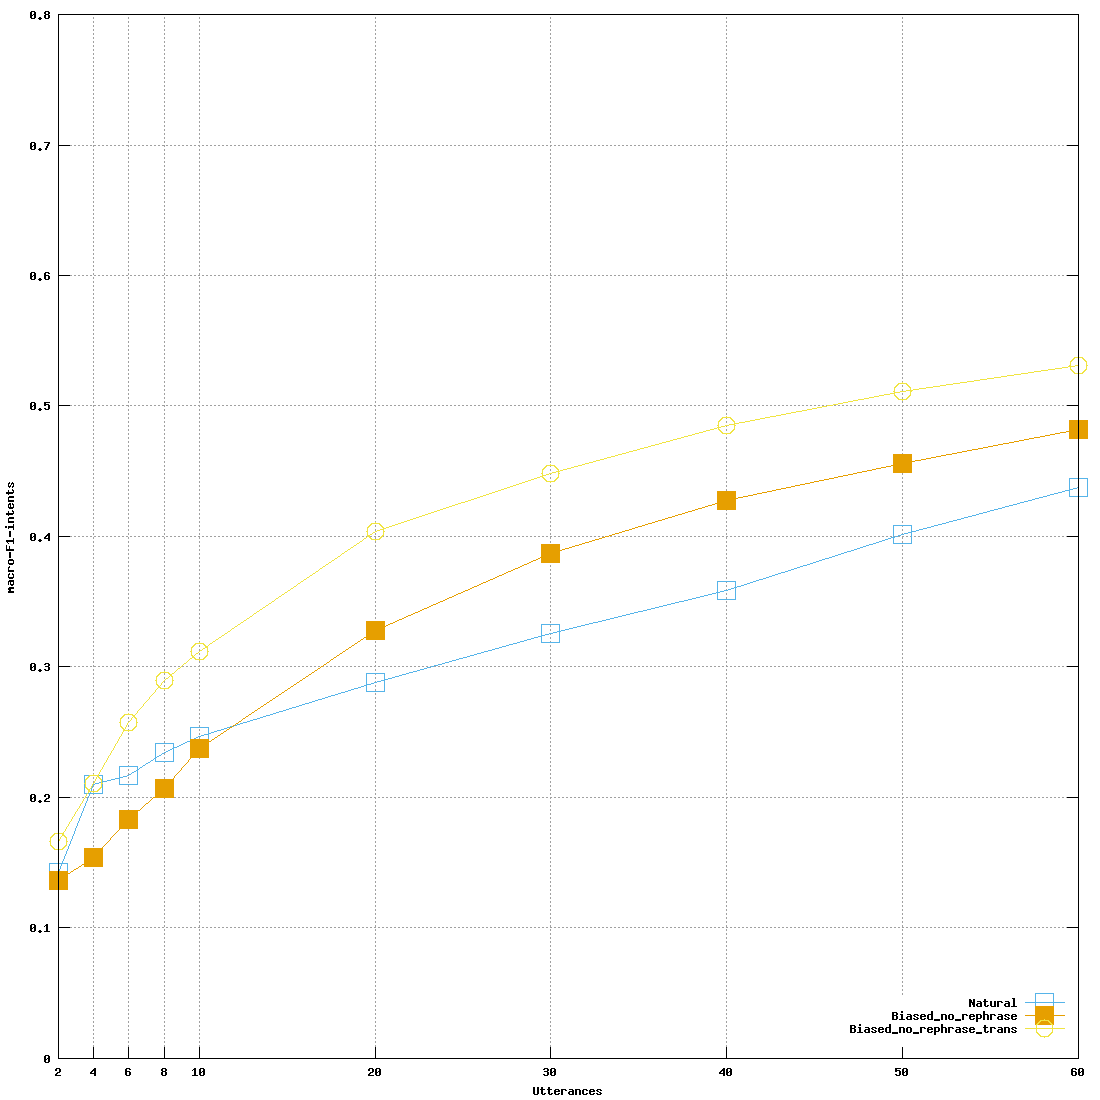 0.8
0.7
0.6
0.5
0.4
0.3
0.2
0.1
0
macro-F1-intents
2 4 6 8 10 20 30 40 50 60
Utterances
Natural
Biased_no_rephrase
Biased_no_rephrase_trans